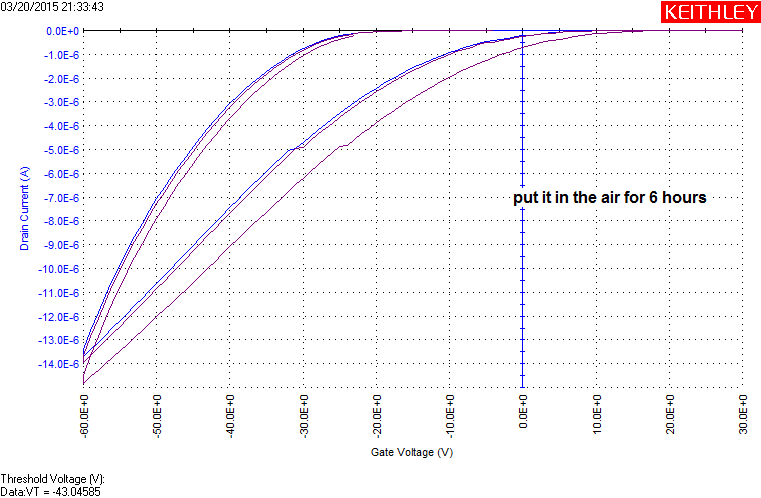 03/20/2015 21:33:43
KEITHLEY
0.0E+0
-1.0E-6
-2.0E-6
-3.0E-6
-4.0E-6
-5.0E-6
-6.0E-6
-7.0E-6
-8.0E-6
-9.0E-6
-10.0E-6
-11.0E-6
-12.0E-6
-13.0E-6
-14.0E-6
Drain Current (A)
put it in the air for 6 hours
-60.0E+0
-50.0E+0
-40.0E+0
-30.0E+0
-20.0E+0
-10.0E+0
0.0E+0
10.0E+0
20.0E+0
30.0E+0
Gate Voltage (V)
Threshold Voltage (V):
Data:VT = -43.04585